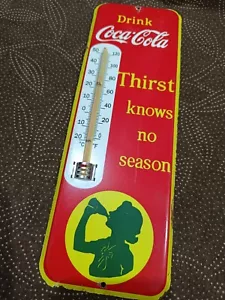 Drink
Coca-Cola
Thirst
knows
no
season
°C °F